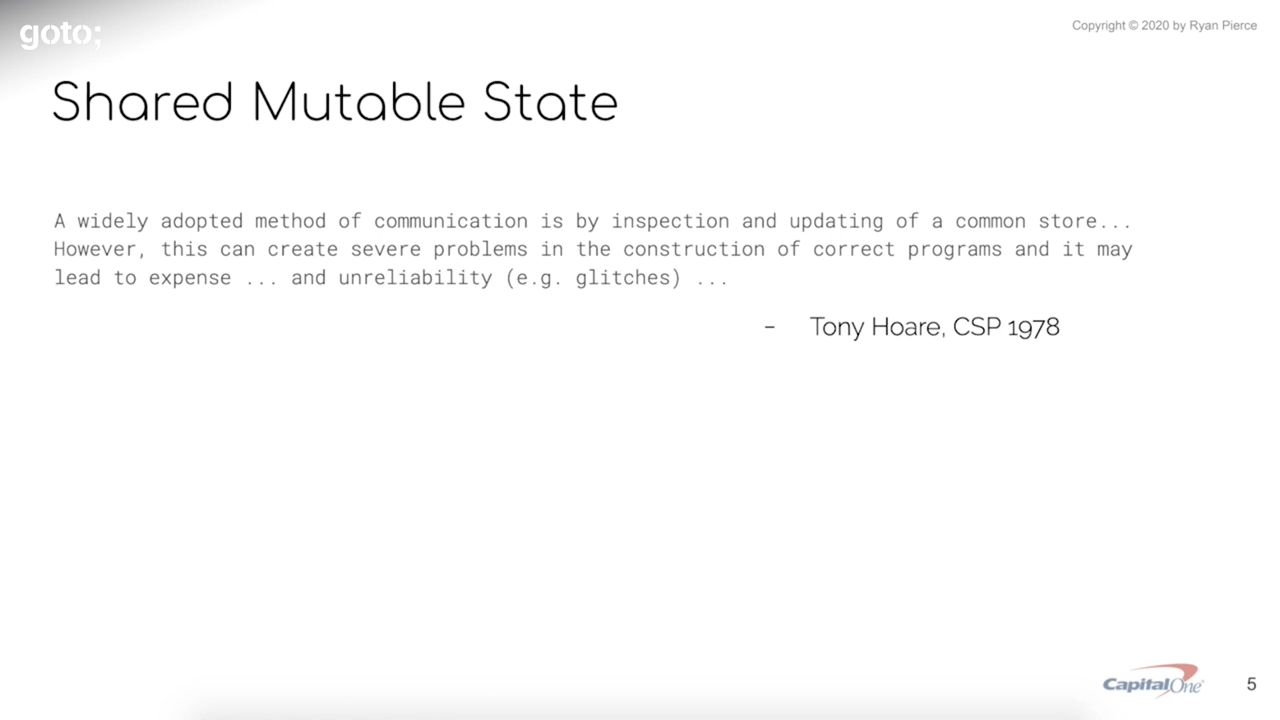 goto;
Copyright © 2020 by Ryan Pierce
Shared Mutable State
A widely adopted method of communication is by inspection and updating of a common store...
However, this can create severe problems in the construction of correct programs and it may
lead to expense ... and unreliability (e.g. glitches) ...
- Tony Hoare, CSP 1978
CapitalOne
5